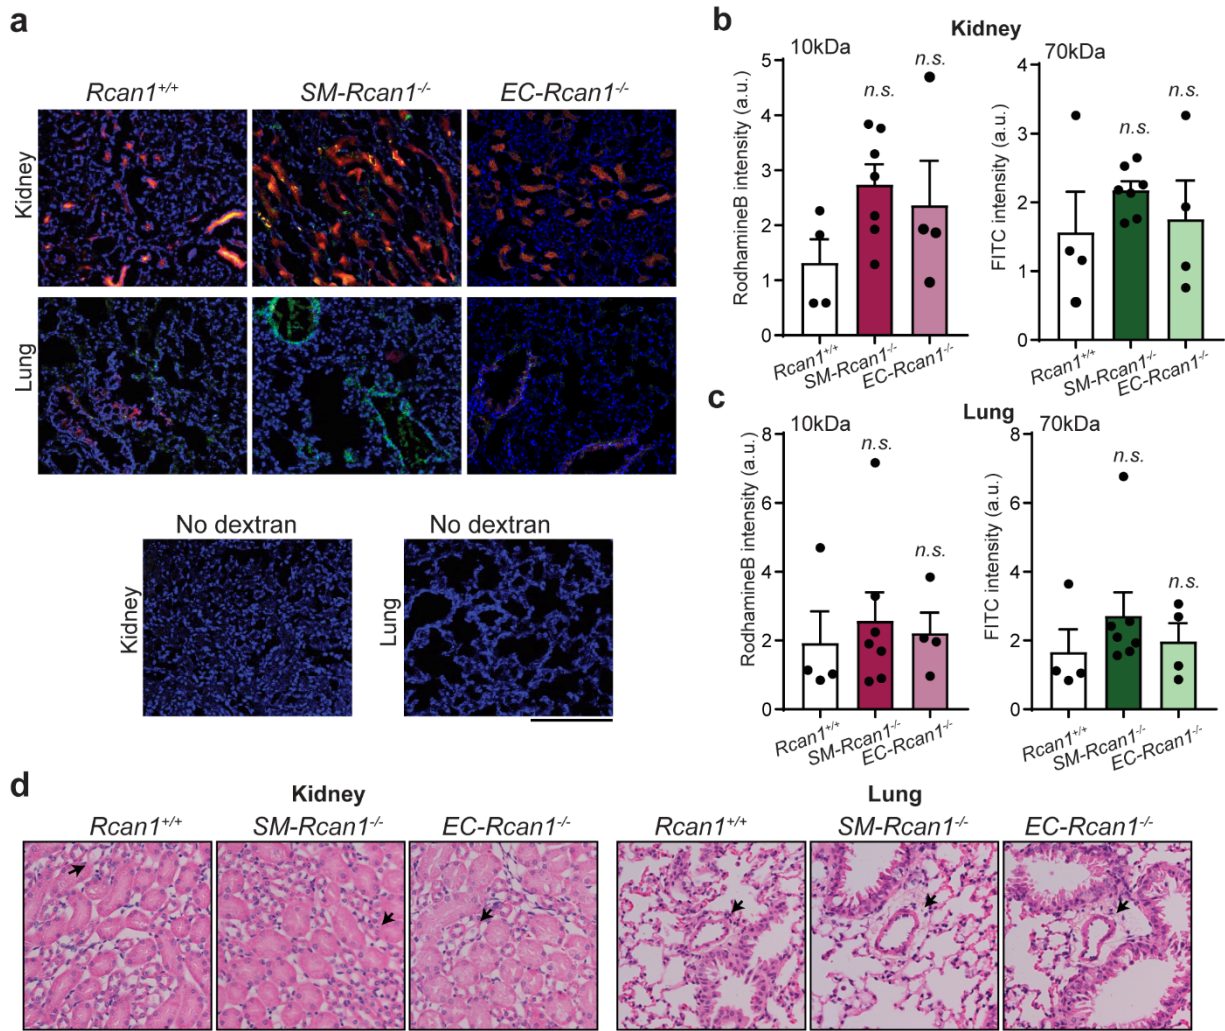 a
Rcan1+/+ SM-Rcan1-/- EC-Rcan1-/-
Kidney
Lung
No dextran No dextran
Kidney
Lung
b
Kidney
10kDa
RodhamineB intensity (a.u.)
5
4
3
2
1
0
n.s.
n.s.
Rcan1+/+
SM-Rcan1-/-
EC-Rcan1-/-
70kDa
FITC intensity (a.u.)
4
3
2
1
0
n.s.
n.s.
Rcan1+/+
SM-Rcan1-/-
EC-Rcan1-/-
c
Lung
10kDa
RodhamineB intensity (a.u.)
8
6
4
2
0
n.s.
n.s.
Rcan1+/+
SM-Rcan1-/-
EC-Rcan1-/-
70kDa
FITC intensity (a.u.)
8
6
4
2
0
n.s.
n.s.
Rcan1+/+
SM-Rcan1-/-
EC-Rcan1-/-
d
Kidney
Rcan1+/+ SM-Rcan1-/- EC-Rcan1-/-
Lung
Rcan1+/+ SM-Rcan1-/- EC-Rcan1-/-